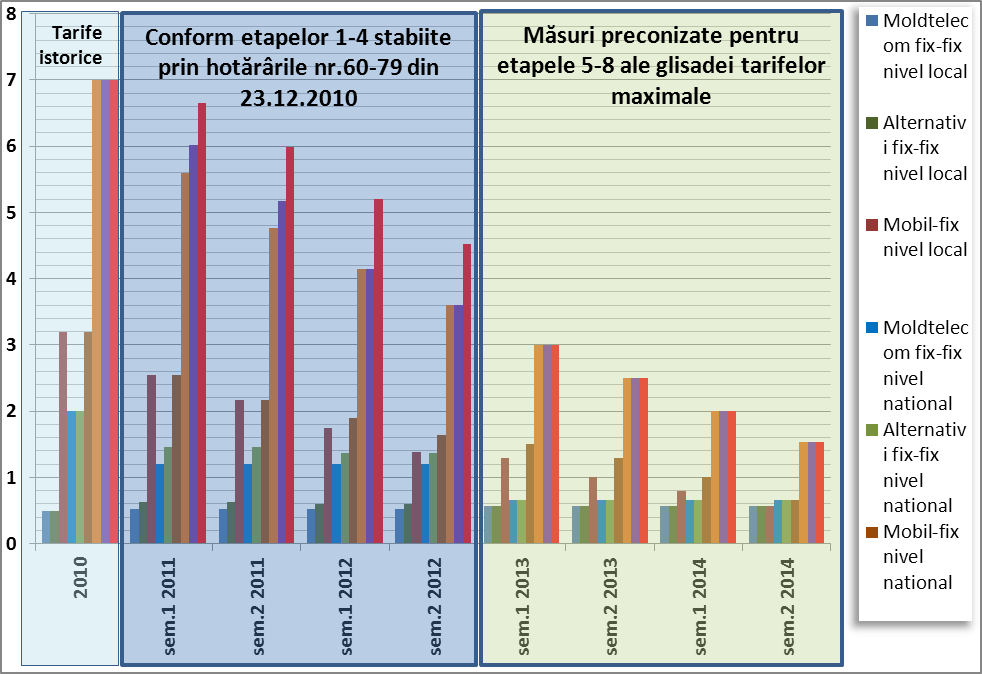 8
7
6
5
4
3
2
1
0
Tarife
istorice
Conform etapelor 1-4 stabiite
prin hotărârile nr.60-79 din
23.12.2010
Măsuri preconizate pentru
etapele 5-8 ale glisadei tarifelor
maximale
2010
sem.1 2011
sem.2 2011
sem.1 2012
sem.2 2012
sem.1 2013
sem.2 2013
sem.1 2014
sem.2 2014
Moldtelec
om fix-fix
nivel local
Alternativ
i fix-fix
nivel local
Mobil-fix
nivel local
Moldtelec
om fix-fix
nivel
national
Alternativ
i fix-fix
nivel
national
Mobil-fix
nivel
national